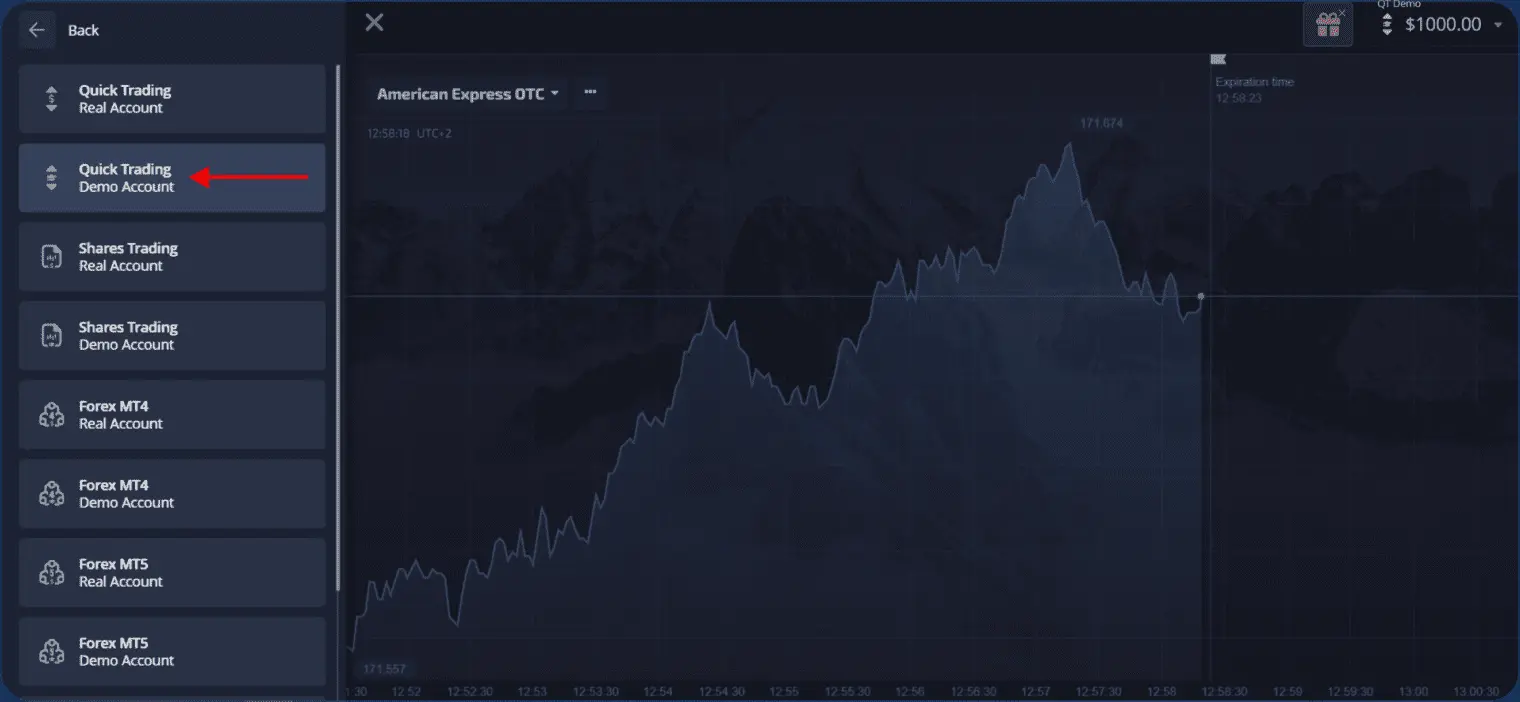 Back
Quick Trading
Real Account
Quick Trading
Demo Account
Shares Trading
Real Account
Shares Trading
Demo Account
Forex MT4
Real Account
Forex MT4
Demo Account
Forex MT5
Real Account
Forex MT5
Demo Account
QT Demo
$1000.00
American Express OTC
Expiration time
12:58:23
12:58:18 UTC+2
171.674
171.557
1:30 12:52 12:52:30 12:53 12:53:30 12:54 12:54:30 12:55 12:55:30 12:56 12:56:30 12:57 12:57:30 12:58 12:58:30 12:59 12:59:30 13:00 13:00:30